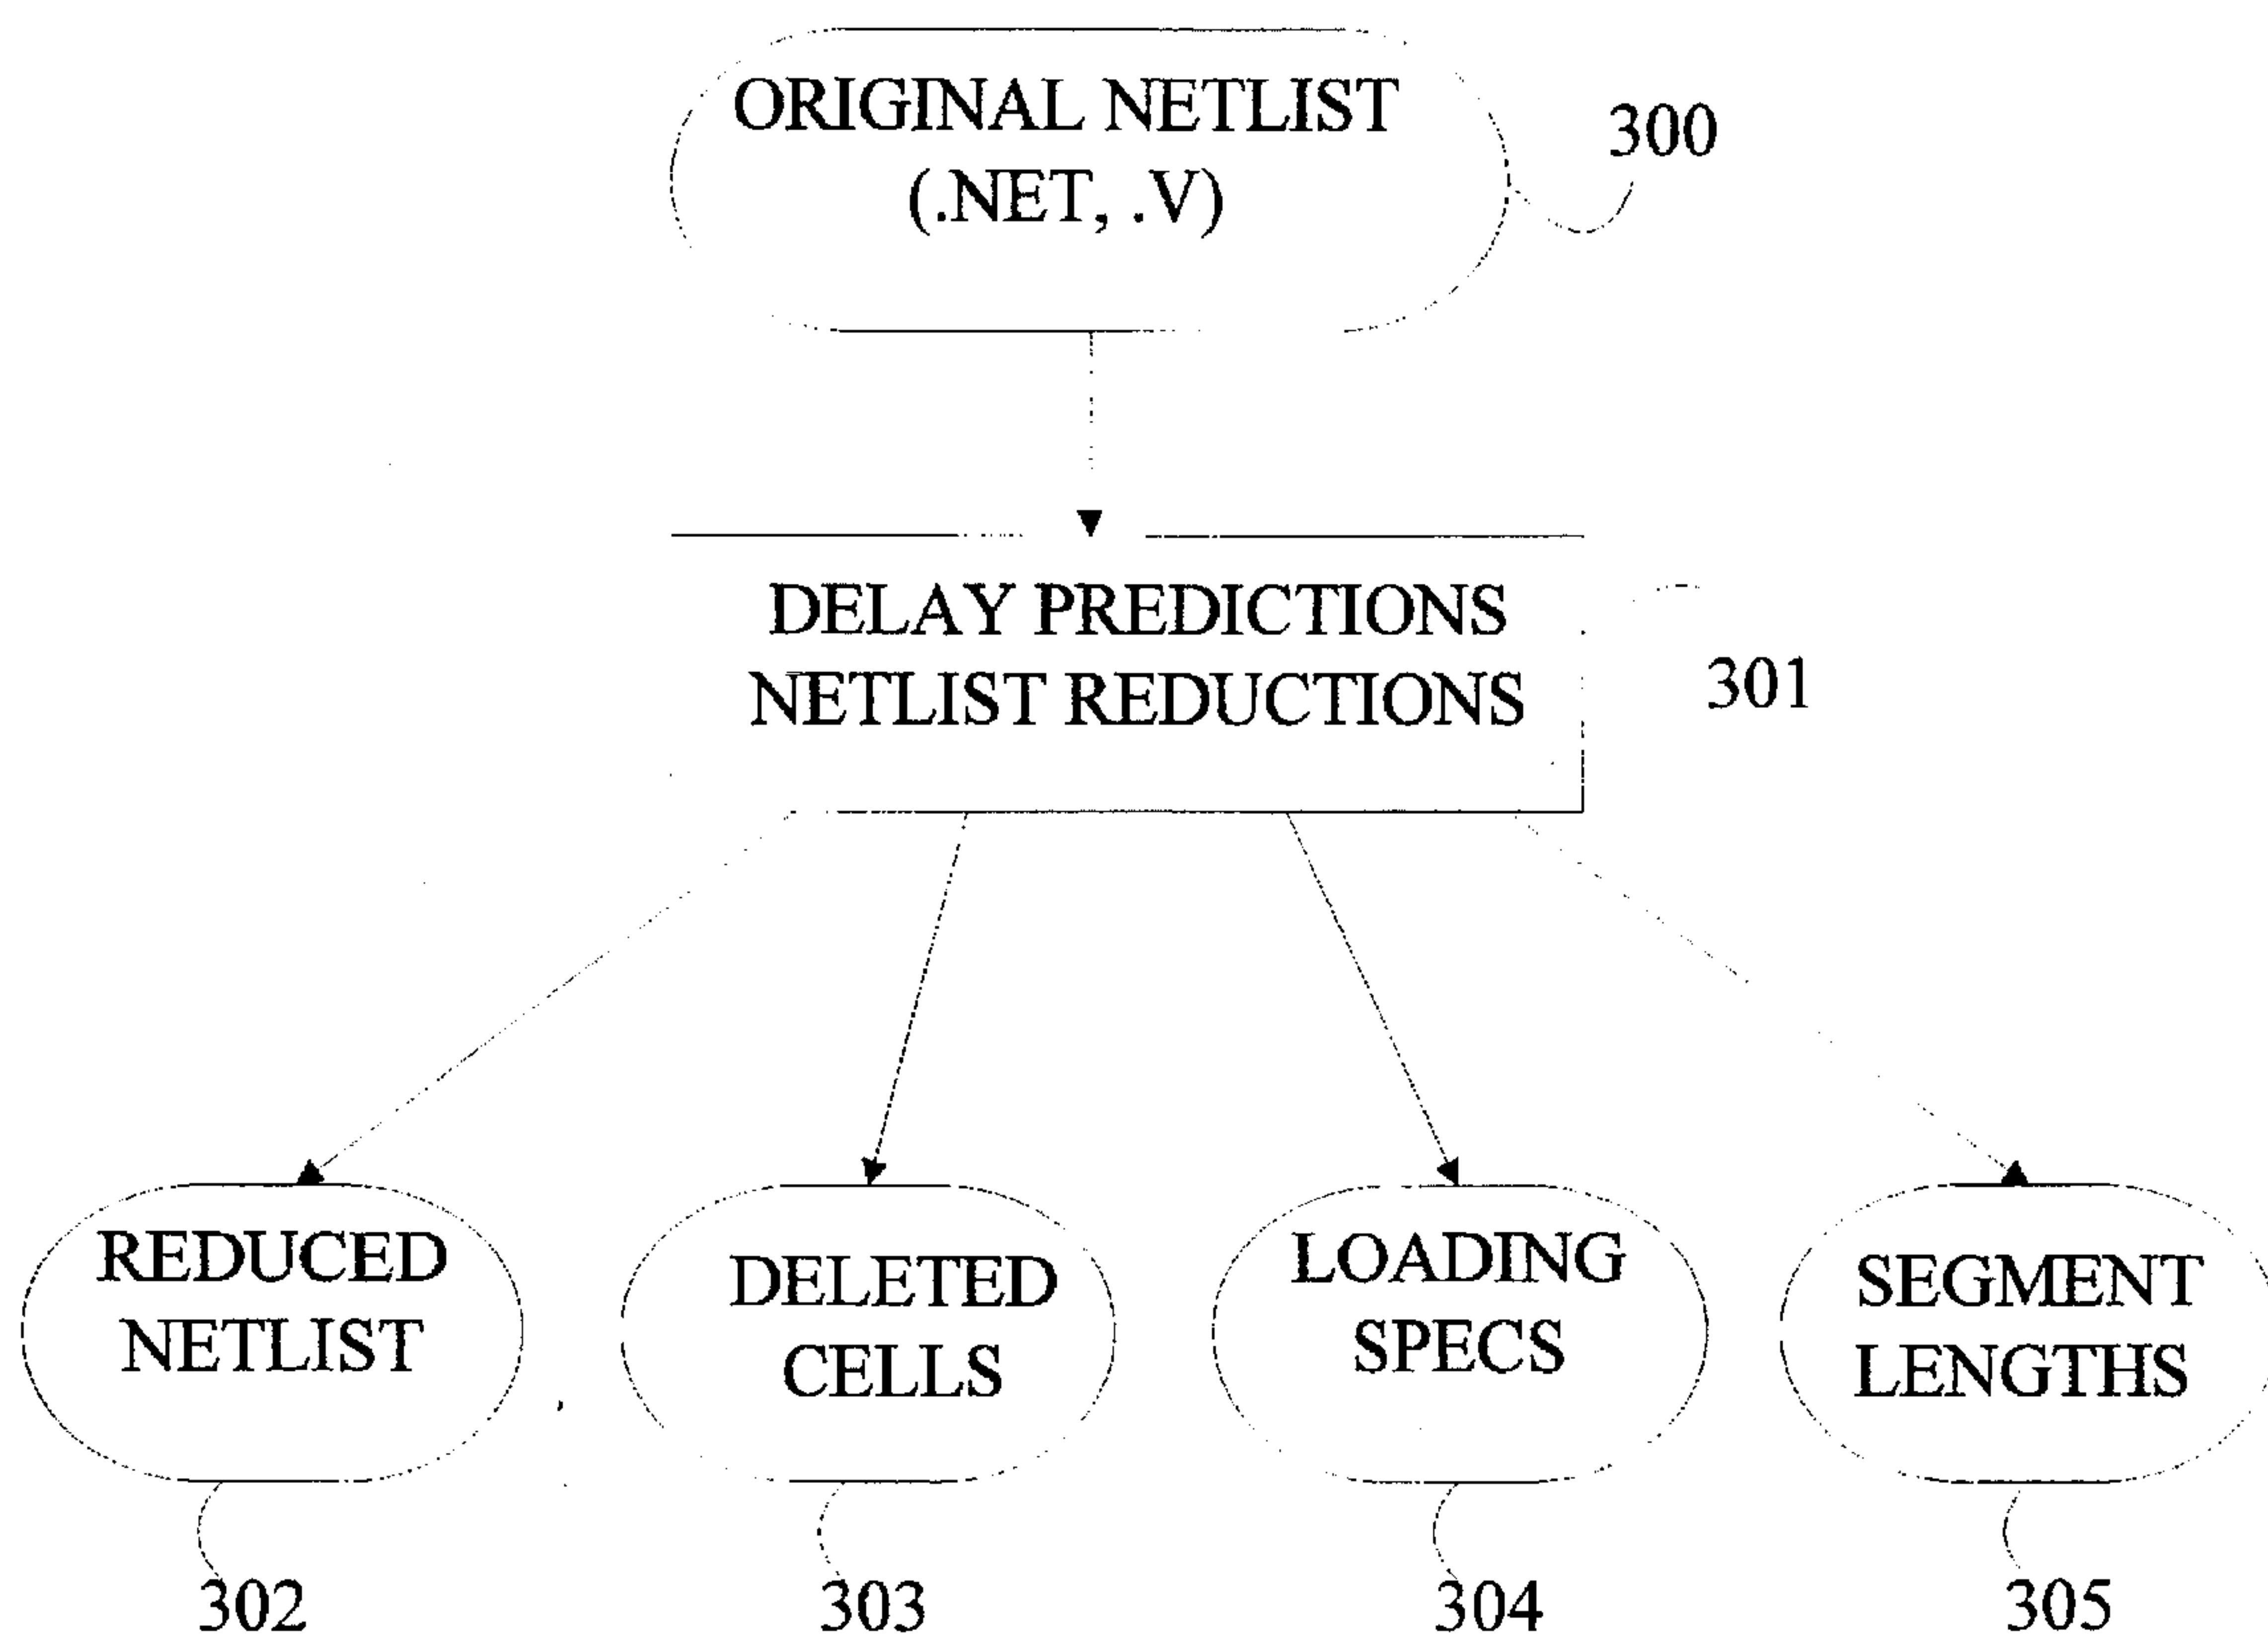 ORIGINAL NETLIST
(.NET, .V)
300
DELAY PREDICTIONS
NETLIST REDUCTIONS
301
REDUCED
NETLIST
DELETED
CELLS
LOADING
SPECS
SEGMENT
LENGTHS
302
303
304
305